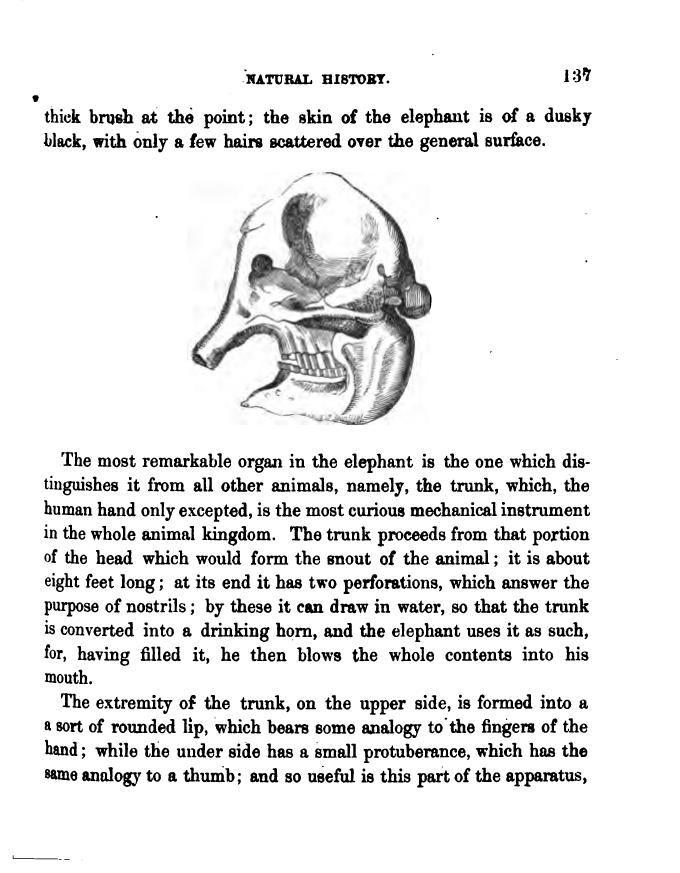 NATURAL HISTORY. 137
thick brush at the point; the skin of the elephant is of a dusky
black, with only a few hairs scattered over the general surface.
The most remarkable organ in the elephant is the one which dis-
tinguishes it from all other animals, namely, the trunk, which, the
human hand only excepted, is the most curious mechanical instrument
in the whole animal kingdom. The trunk proceeds from that portion
of the head which would form the snout of the animal; it is about
eight feet long; at its end it has two perforations, which answer the
purpose of nostrils; by these it can draw in water, so that the trunk
is converted into a drinking horn, and the elephant uses it as such,
for, having filled it, he then blows the whole contents into his
mouth.
The extremity of the trunk, on the upper side, is formed into a
a sort of rounded lip, which bears some analogy to the fingers of the
hand; while the under side has a small protuberance, which has the
same analogy to a thumb; and so useful is this part of the apparatus,